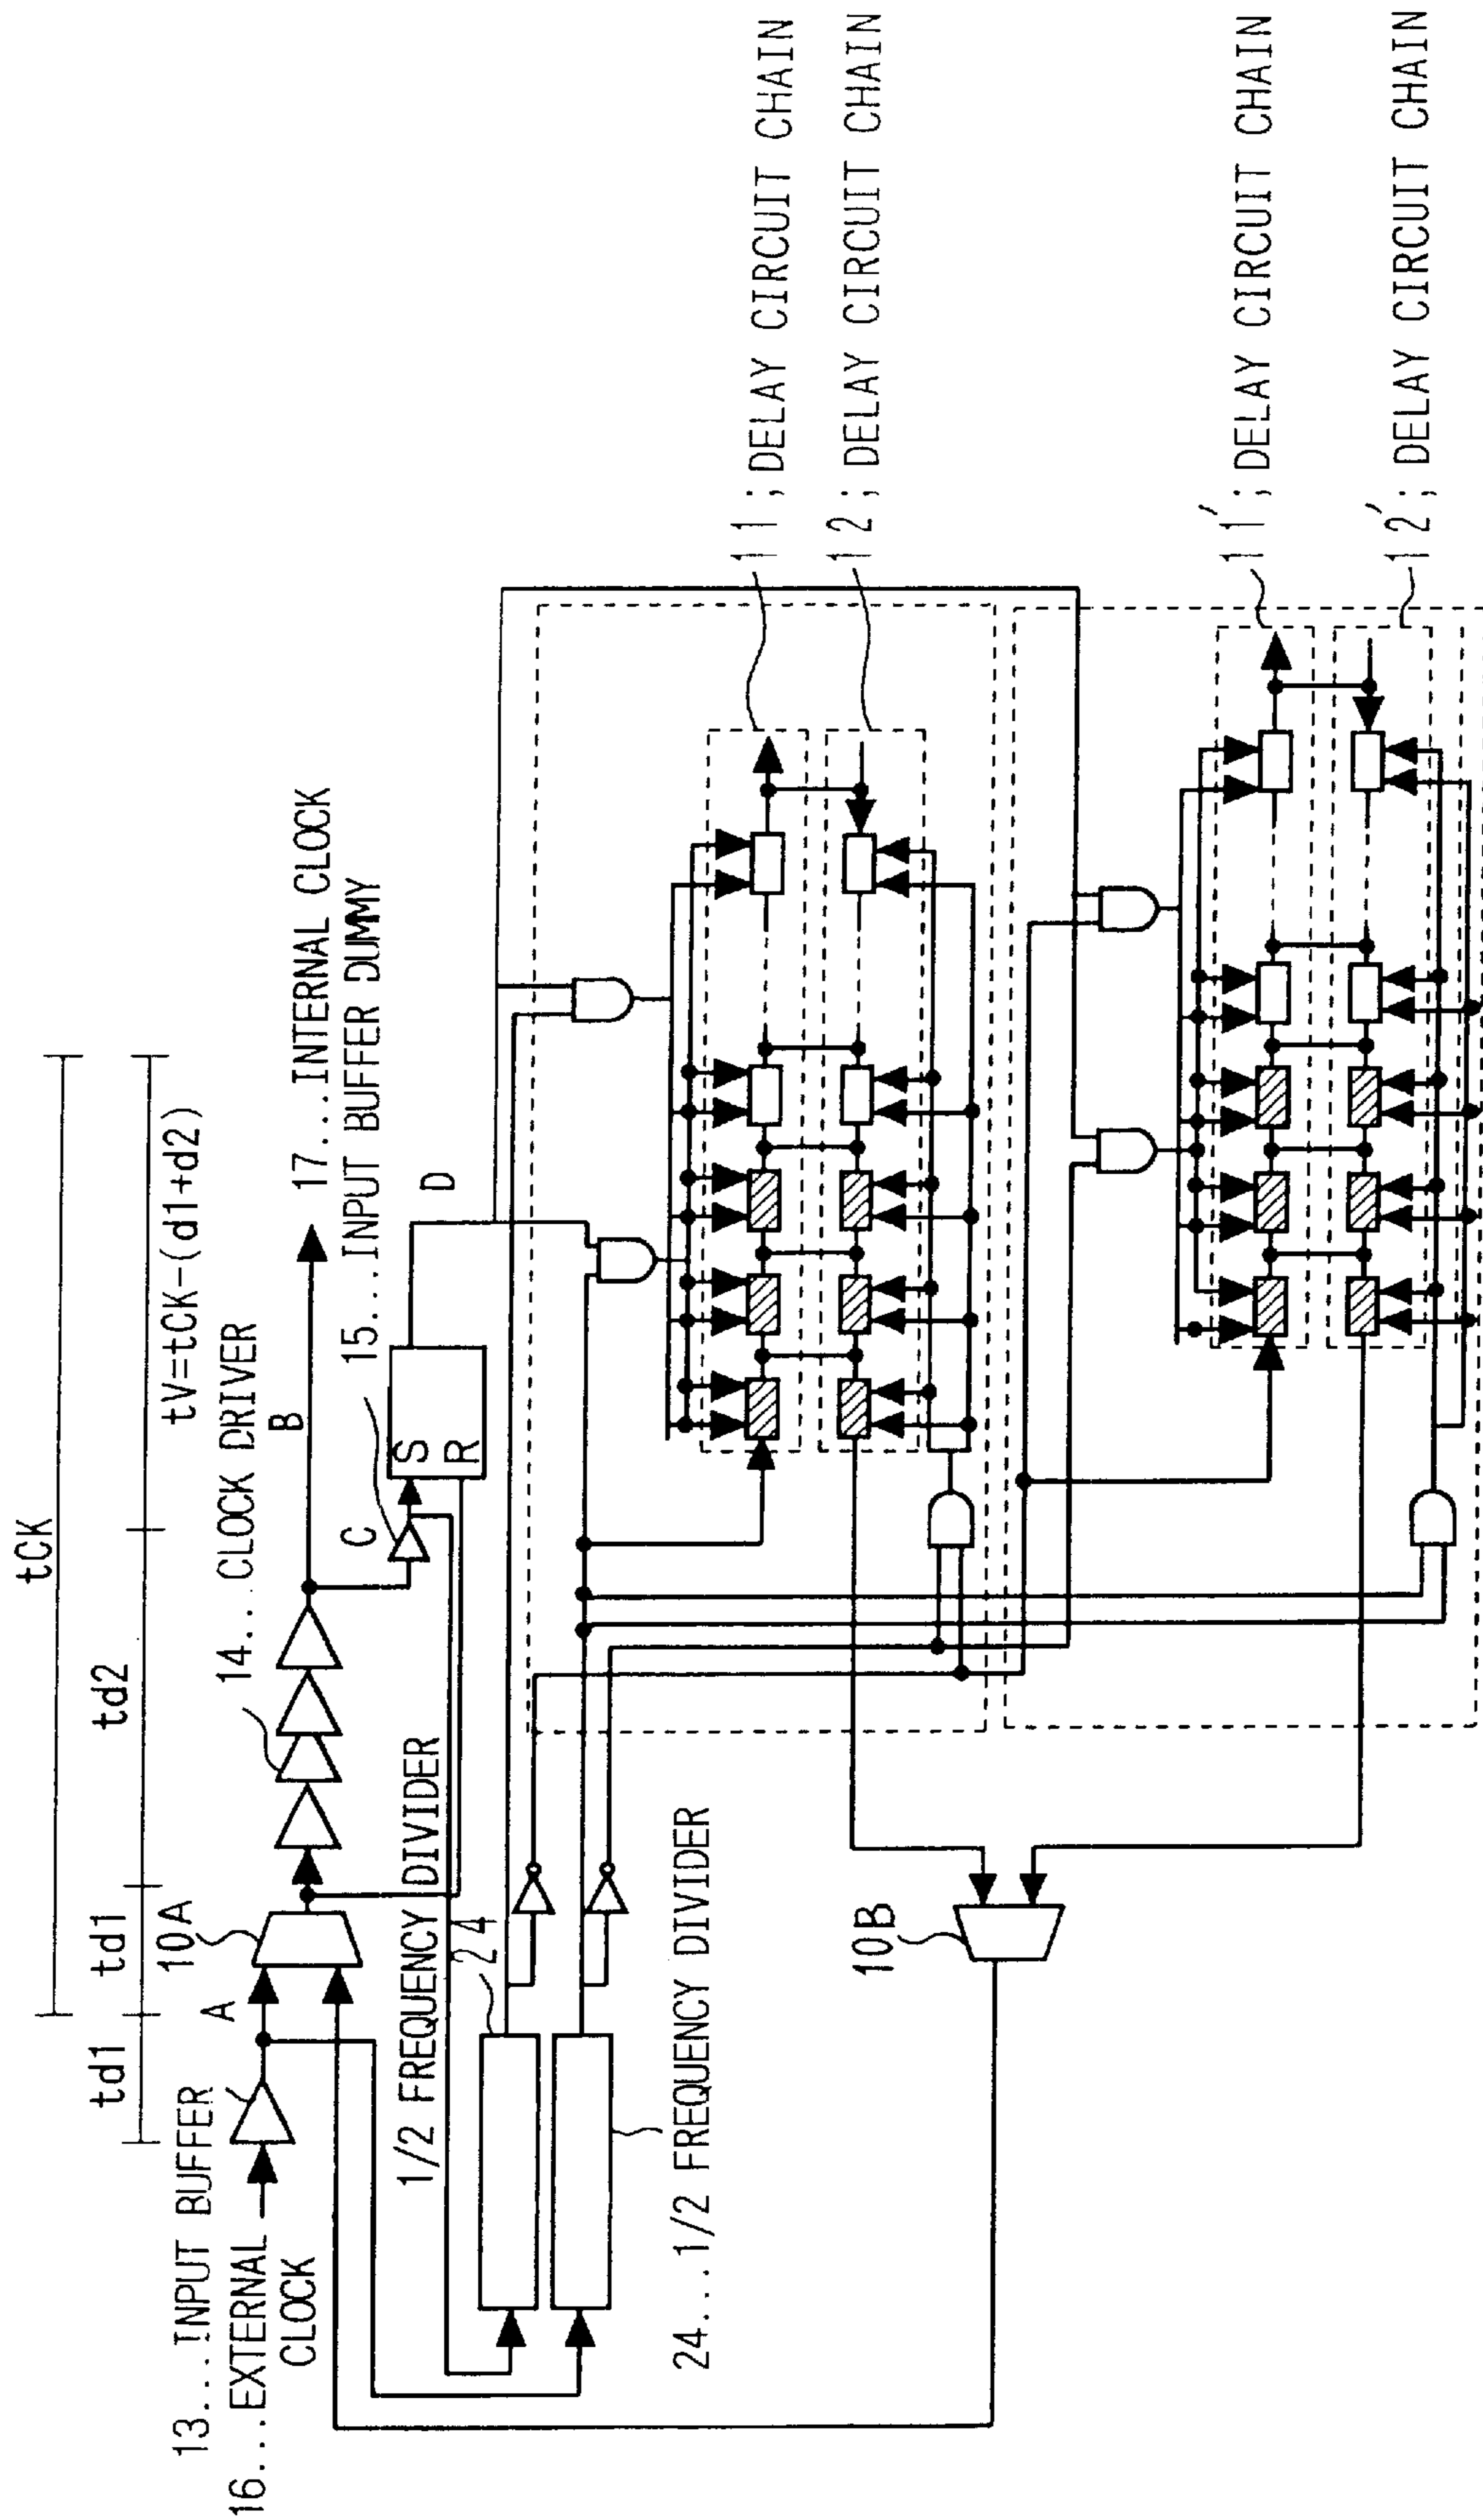 tCK
td1
td1
td2
tV=tCK-(d1+d2)
13...INPUT BUFFER
16...EXTERNAL
CLOCK
A
10A
14...CLOCK DRIVER
B
17...INTERNAL CLOCK
15...INPUT BUFFER DUMMY
C
S
R
D
1/2 FREQUENCY DIVIDER
24
24...1/2 FREQUENCY DIVIDER
10B
11;DELAY CIRCUIT CHAIN
12;DELAY CIRCUIT CHAIN
11′;DELAY CIRCUIT CHAIN
12′;DELAY CIRCUIT CHAIN